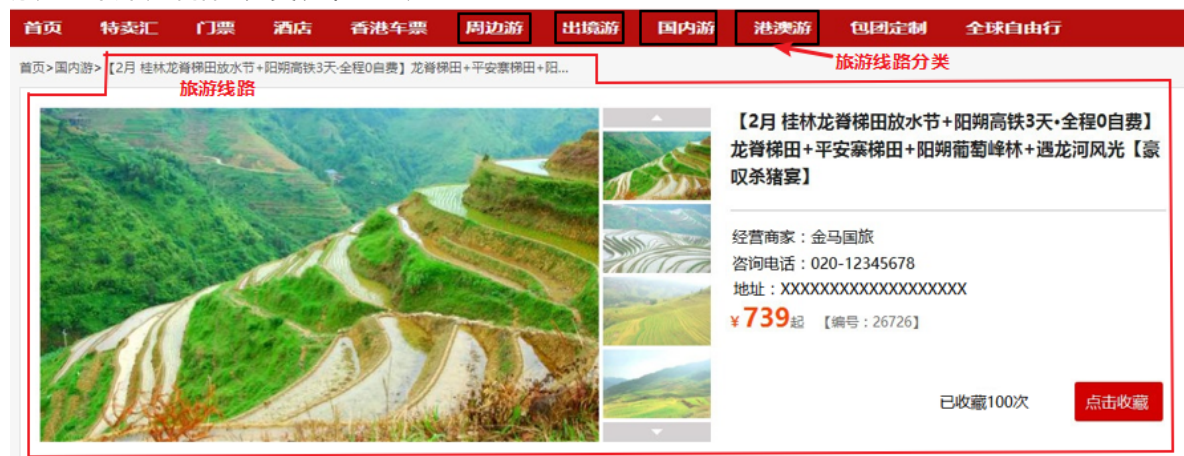 首页 特卖汇 门票 酒店 香港车票 周边游 出境游 国内游 港澳游 包团定制 全球自由行
旅游线路分类
首页>国内游>【2月 桂林龙脊梯田放水节+阳朔高铁3天·全程0自费】龙脊梯田+平安寨梯田+阳...
旅游线路
【2月 桂林龙脊梯田放水节+阳朔高铁3天·全程0自费】
龙脊梯田+平安寨梯田+阳朔葡萄峰林+遇龙河风光【豪
叹杀猪宴】
经营商家：金马国旅
咨询电话：020-12345678
地址：XXXXXXXXXXXXXXXXXXX
¥739起 【编号：26726】
已收藏100次 点击收藏